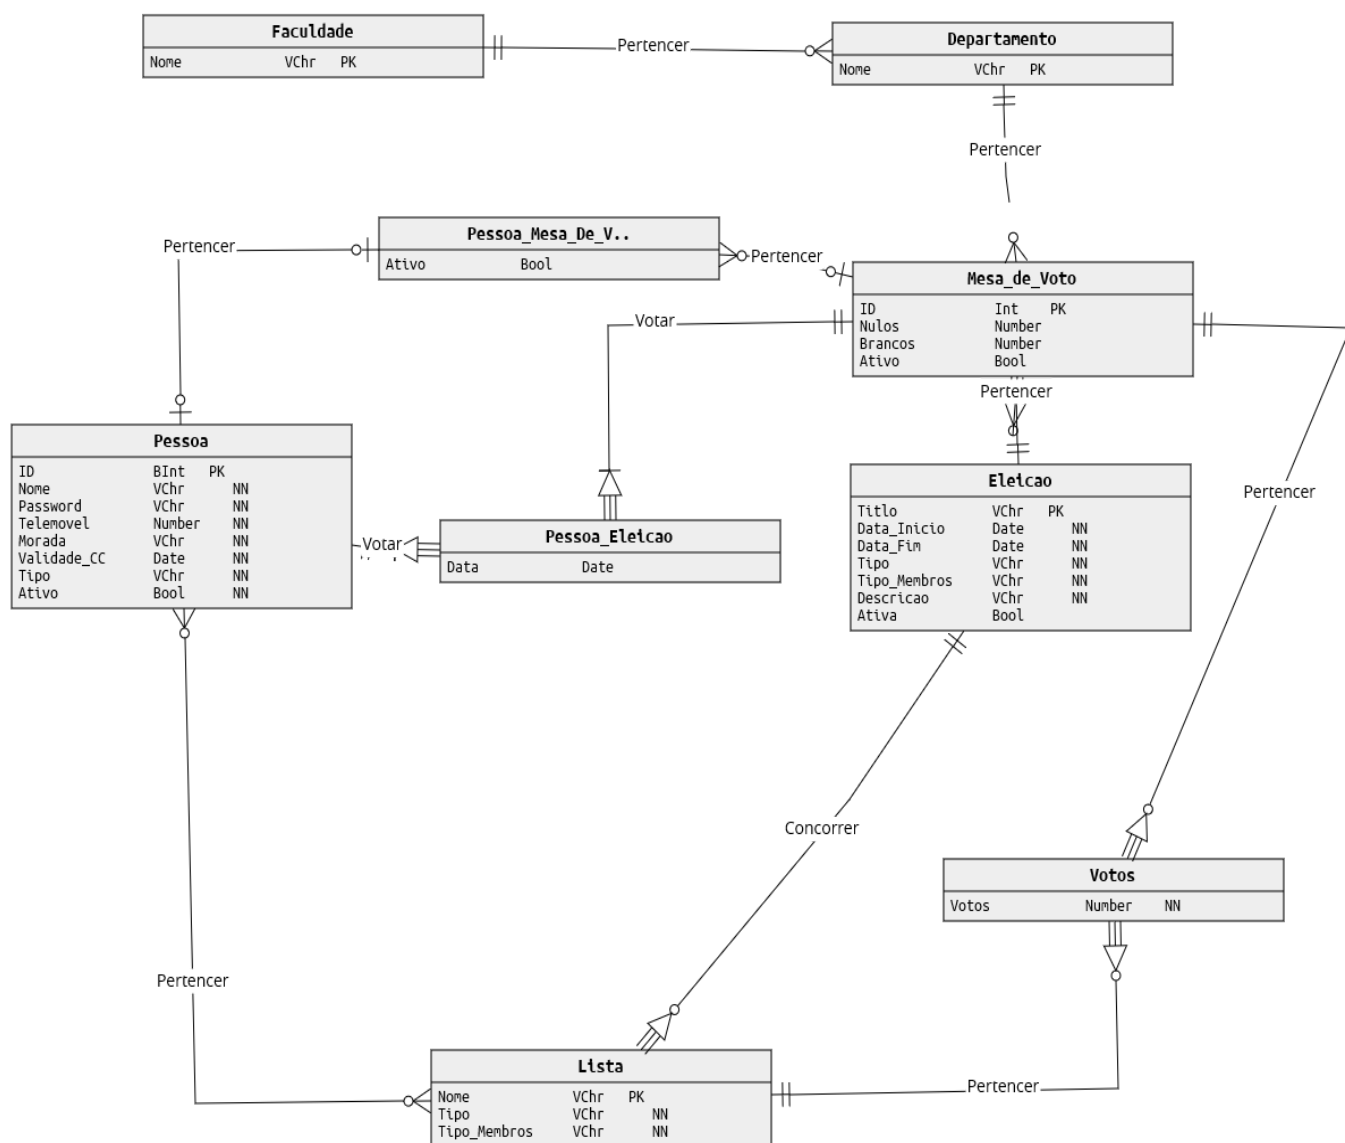 Faculdade
Nome VChr PK
Pertencer
Departamento
Nome VChr PK
Pertencer
Pertencer
Pessoa_Mesa_De_V..
Ativo Bool
Pertencer
Mesa_de_Voto
ID Int PK
Nulos Number
Brancos Number
Ativo Bool
Votar
Pertencer
Pessoa
ID BInt PK
Nome VChr NN
Password VChr NN
Telemovel Number NN
Morada VChr NN
Validade_CC Date NN
Tipo VChr NN
Ativo Bool NN
Votar
Pessoa_Eleicao
Data Date
Eleicao
Titlo VChr PK
Data_Inicio Date NN
Data_Fim Date NN
Tipo VChr NN
Tipo_Membros VChr NN
Descricao VChr NN
Ativa Bool
Pertencer
Concorrer
Votos
Votos Number NN
Pertencer
Lista
Nome VChr PK
Tipo VChr NN
Tipo_Membros VChr NN
Pertencer